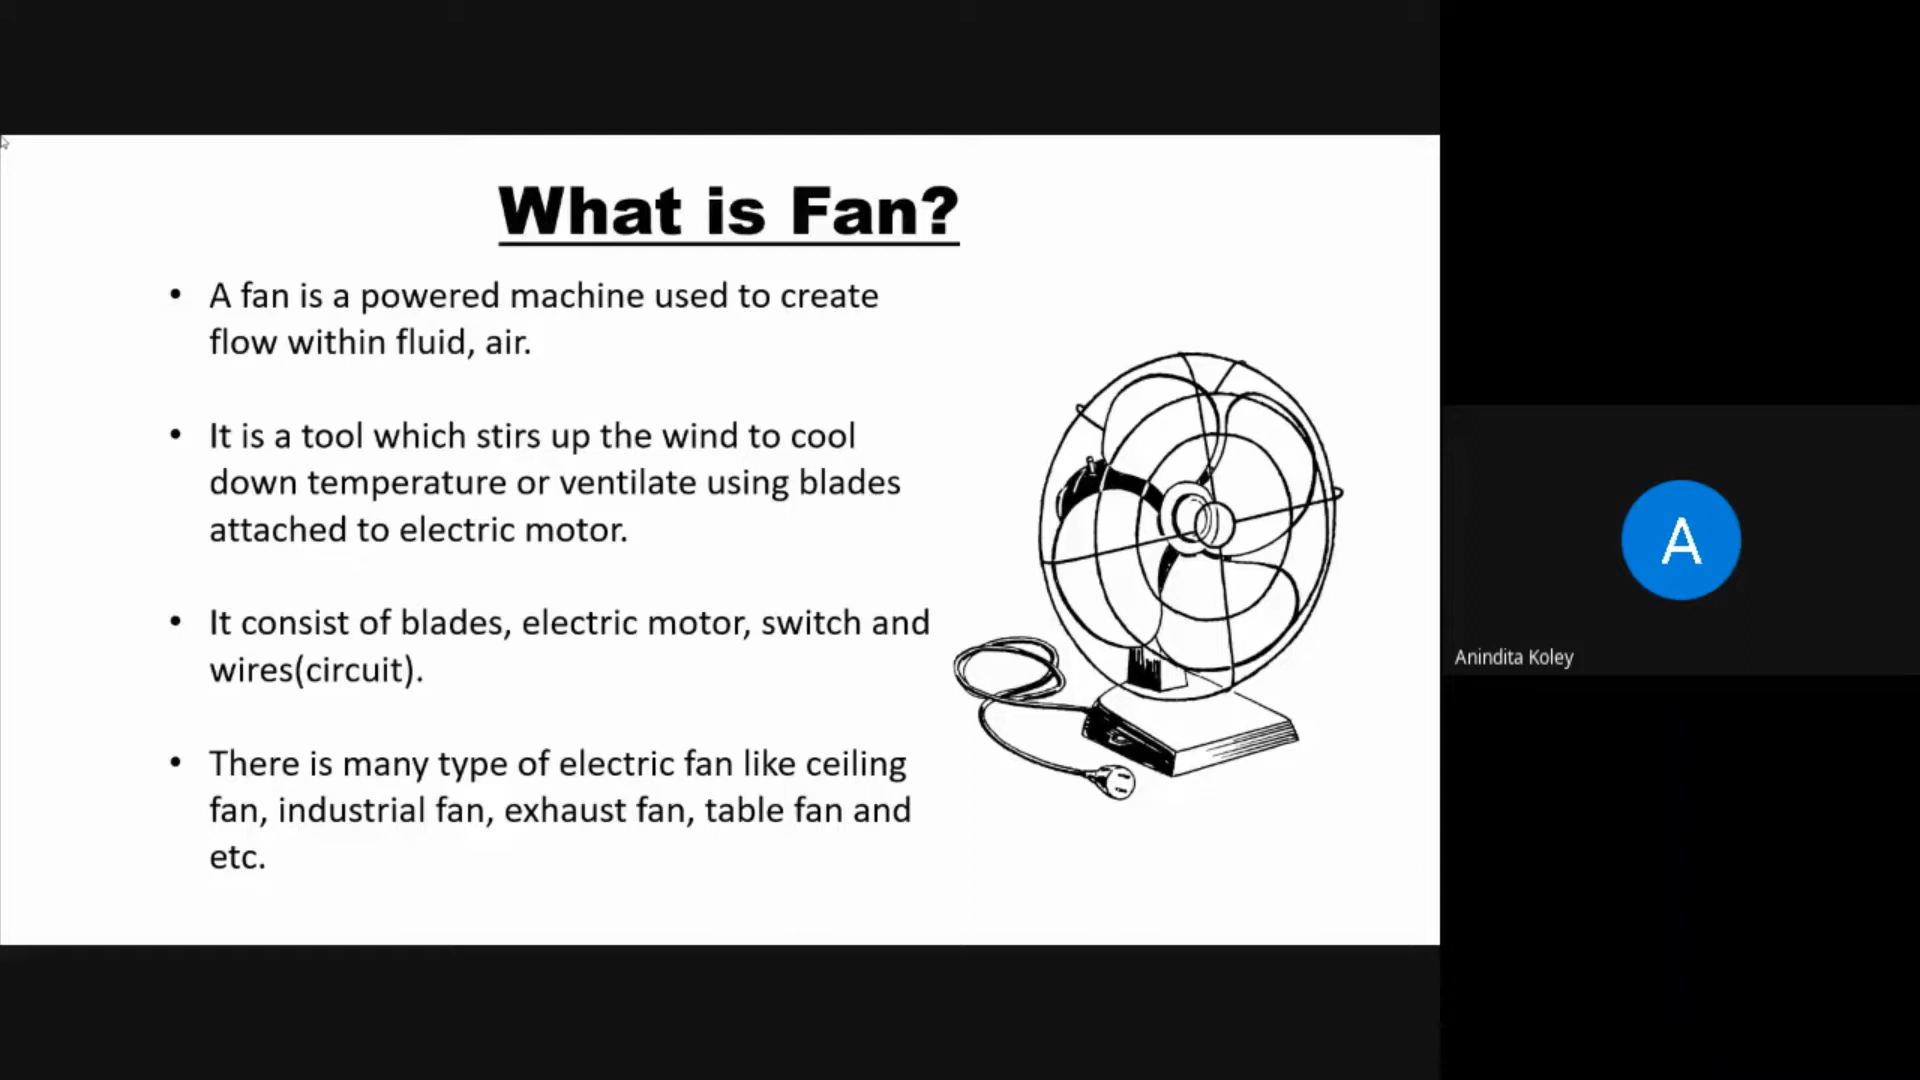 What is Fan?
• A fan is a powered machine used to create
flow within fluid, air.
• It is a tool which stirs up the wind to cool
down temperature or ventilate using blades
attached to electric motor.
• It consist of blades, electric motor, switch and
wires(circuit).
• There is many type of electric fan like ceiling
fan, industrial fan, exhaust fan, table fan and
etc.
A
Anindita Koley